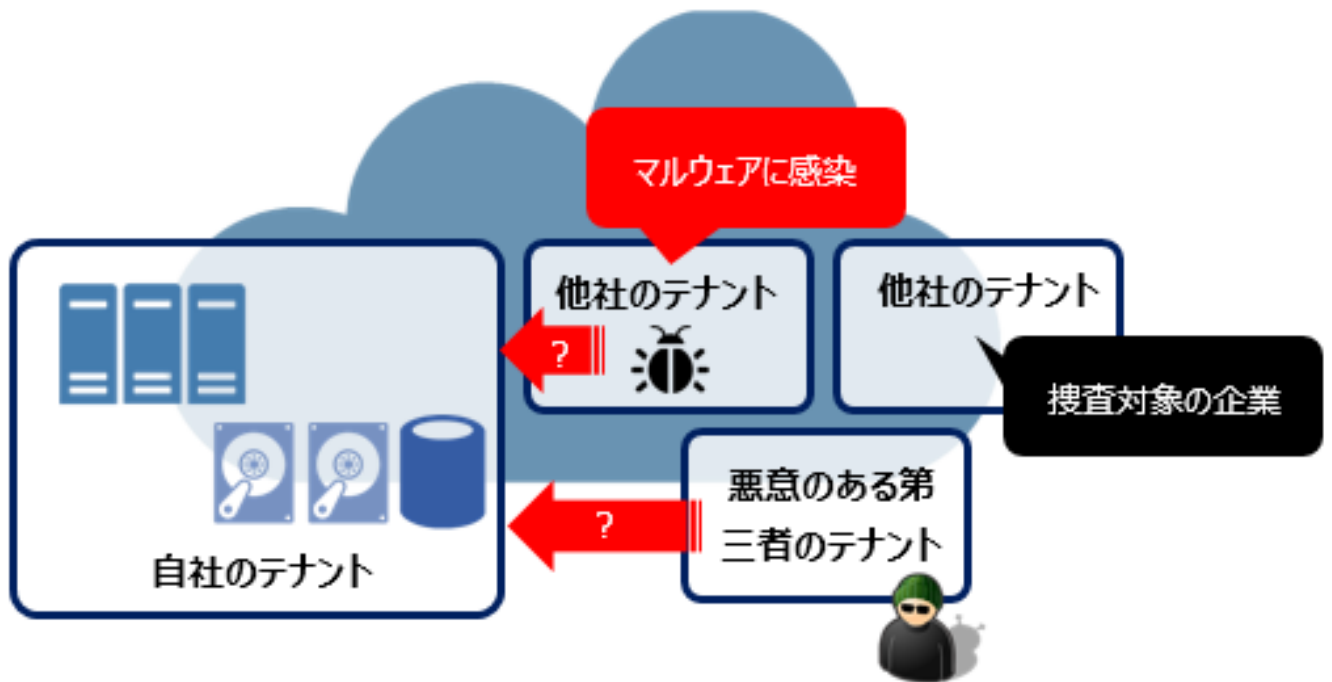 マルウェアに感染
他社のテナント
他社のテナント
?
捜査対象の企業
悪意のある第
三者のテナント
?
自社のテナント